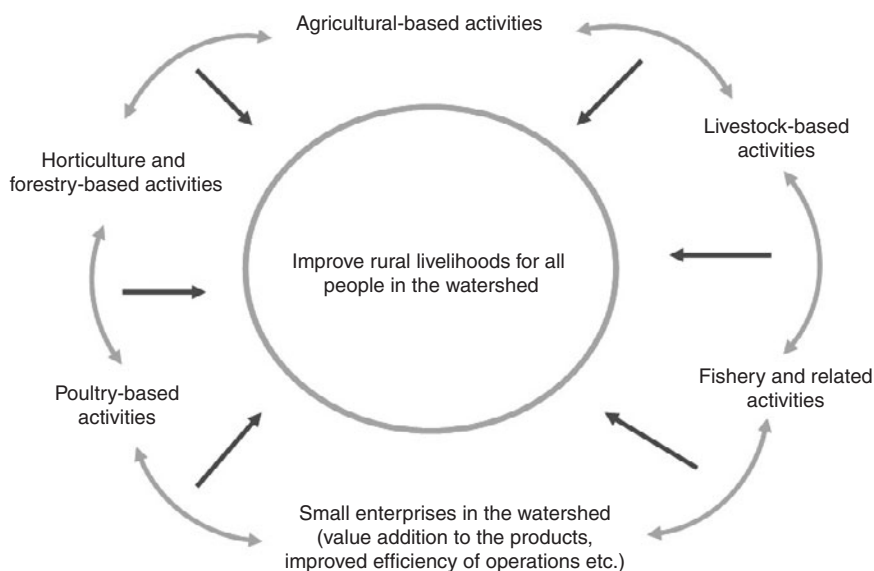 Agricultural-based activities
Livestock-based
activities
Horticulture and
forestry-based activities
Improve rural livelihoods for all
people in the watershed
Poultry-based
activities
Fishery and related
activities
Small enterprises in the watershed
(value addition to the products,
improved efficiency of operations etc.)